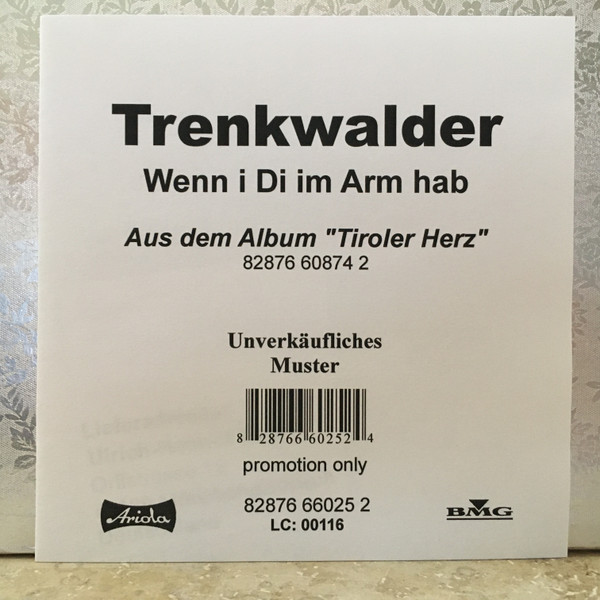 Trenkwalder
Wenn i Di im Arm hab
Aus dem Album "Tiroler Herz"
82876 60874 2
Unverkäufliches
Muster
8 28766 60252 4
promotion only
82876 66025 2
LC: 00116
Ariola
BMG